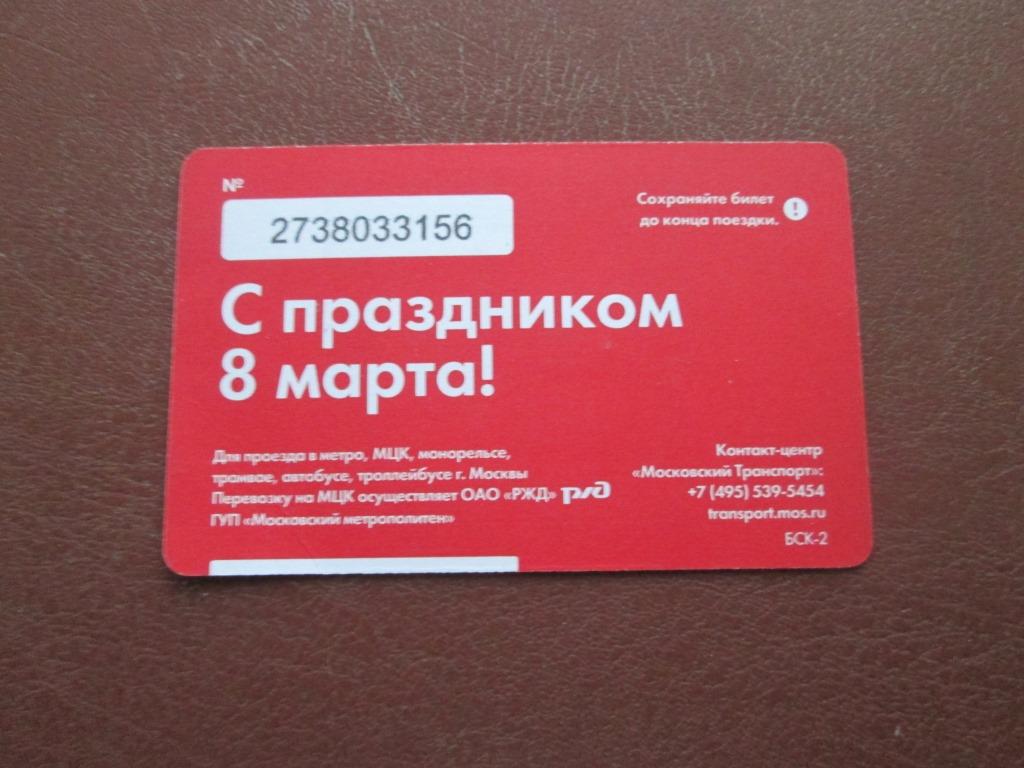 №
2738033156
Сохраняйте билет
до конца поездки.
!
С праздником
8 марта!
Для проезда в метро, МЦК, монорельсе,
трамвае, автобусе, троллейбусе г. Москвы
Перевозку на МЦК осуществляет ОАО «РЖД» РЖД
ГУП «Московский метрополитен»
Контакт-центр
«Московский Транспорт»:
+7 (495) 539-5454
transport.mos.ru
БСК-2